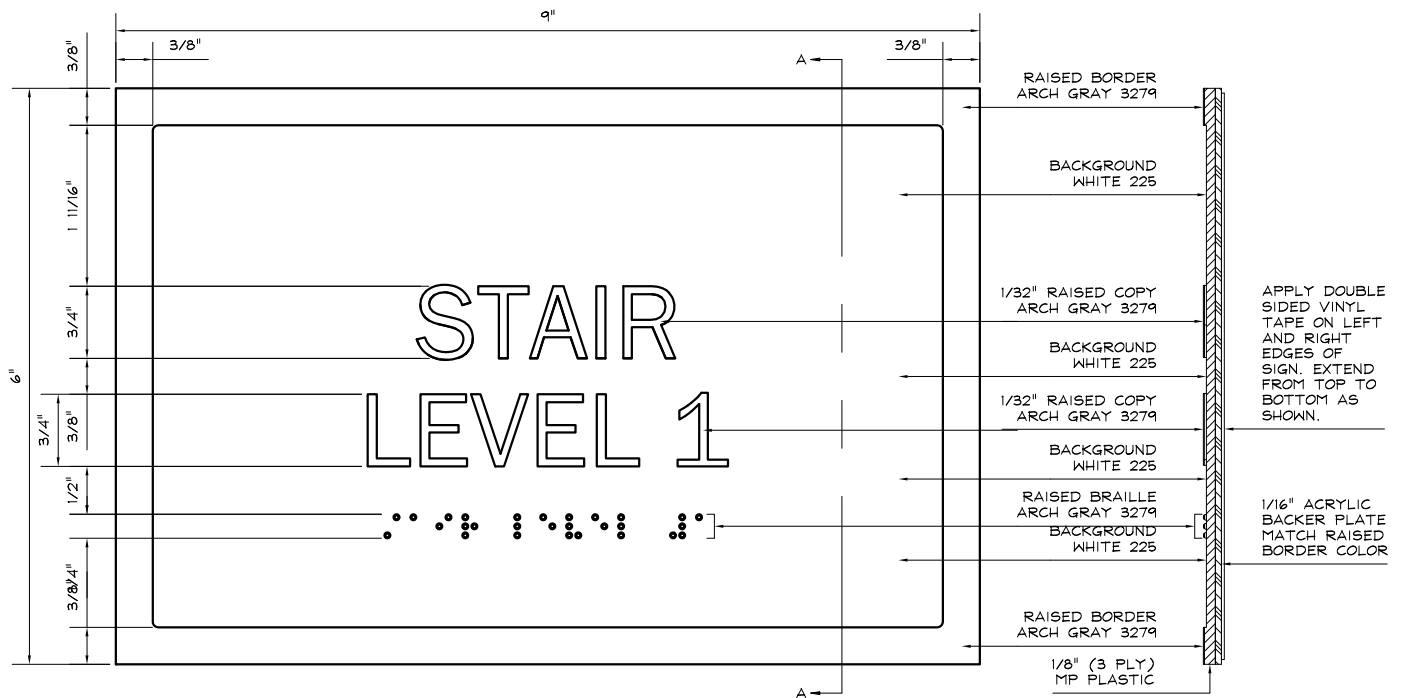 9"
3/8"
3/8"
3/8"
A
RAISED BORDER
ARCH GRAY 3279
BACKGROUND
WHITE 225
1 11/16"
6"
3/4"
STAIR
1/32" RAISED COPY
ARCH GRAY 3279
APPLY DOUBLE
SIDED VINYL
TAPE ON LEFT
AND RIGHT
EDGES OF
SIGN. EXTEND
FROM TOP TO
BOTTOM AS
SHOWN.
BACKGROUND
WHITE 225
3/4"
3/8"
LEVEL 1
1/32" RAISED COPY
ARCH GRAY 3279
BACKGROUND
WHITE 225
1/2"
RAISED BRAILLE
ARCH GRAY 3279
BACKGROUND
WHITE 225
1/16" ACRYLIC
BACKER PLATE
MATCH RAISED
BORDER COLOR
RAISED BORDER
ARCH GRAY 3279
1/8" (3 PLY)
MP PLASTIC
A